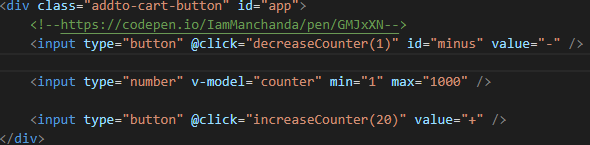 <div class="addto-cart-button" id="app">
<!--https://codepen.io/IamManchanda/pen/GMJxXN-->
<input type="button" @click="decreaseCounter(1)" id="minus" value="-" />
<input type="number" v-model="counter" min="1" max="1000" />
<input type="button" @click="increaseCounter(20)" value="+" />
</div>